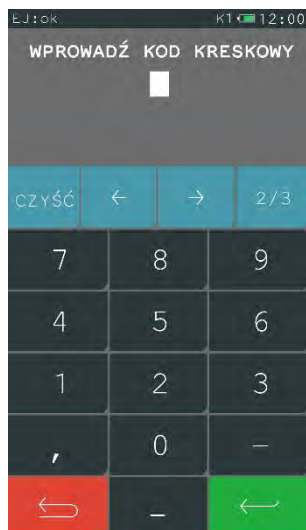 EJ:ok K1 12:00
WPROWADŹ KOD KRESKOWY
CZYŚĆ ← → 2/3
7 8 9
4 5 6
1 2 3
, 0 –
_